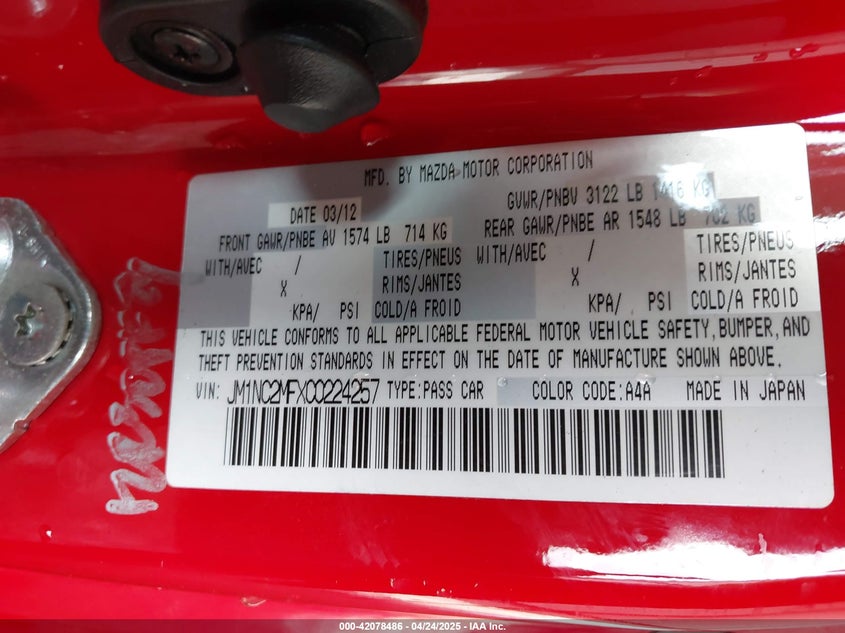 MFD. BY MAZDA MOTOR CORPORATION
DATE 03/12 GVWR/PNBV 3122 LB 1416 KG
FRONT GAWR/PNBE AV 1574 LB 714 KG REAR GAWR/PNBE AR 1548 LB 702 KG
WITH/AVEC / TIRES/PNEUS WITH/AVEC / TIRES/PNEUS
X RIMS/JANTES X RIMS/JANTES
KPA/ PSI COLD/A FROID KPA/ PSI COLD/A FROID
THIS VEHICLE CONFORMS TO ALL APPLICABLE FEDERAL MOTOR VEHICLE SAFETY,BUMPER,AND
THEFT PREVENTION STANDARDS IN EFFECT ON THE DATE OF MANUFACTURE SHOWN ABOVE.
VIN: JM1NC2MFXC0224257 TYPE:PASS CAR COLOR CODE:A4A MADE IN JAPAN
000-42078486 - 04/24/2025 - IAA Inc.